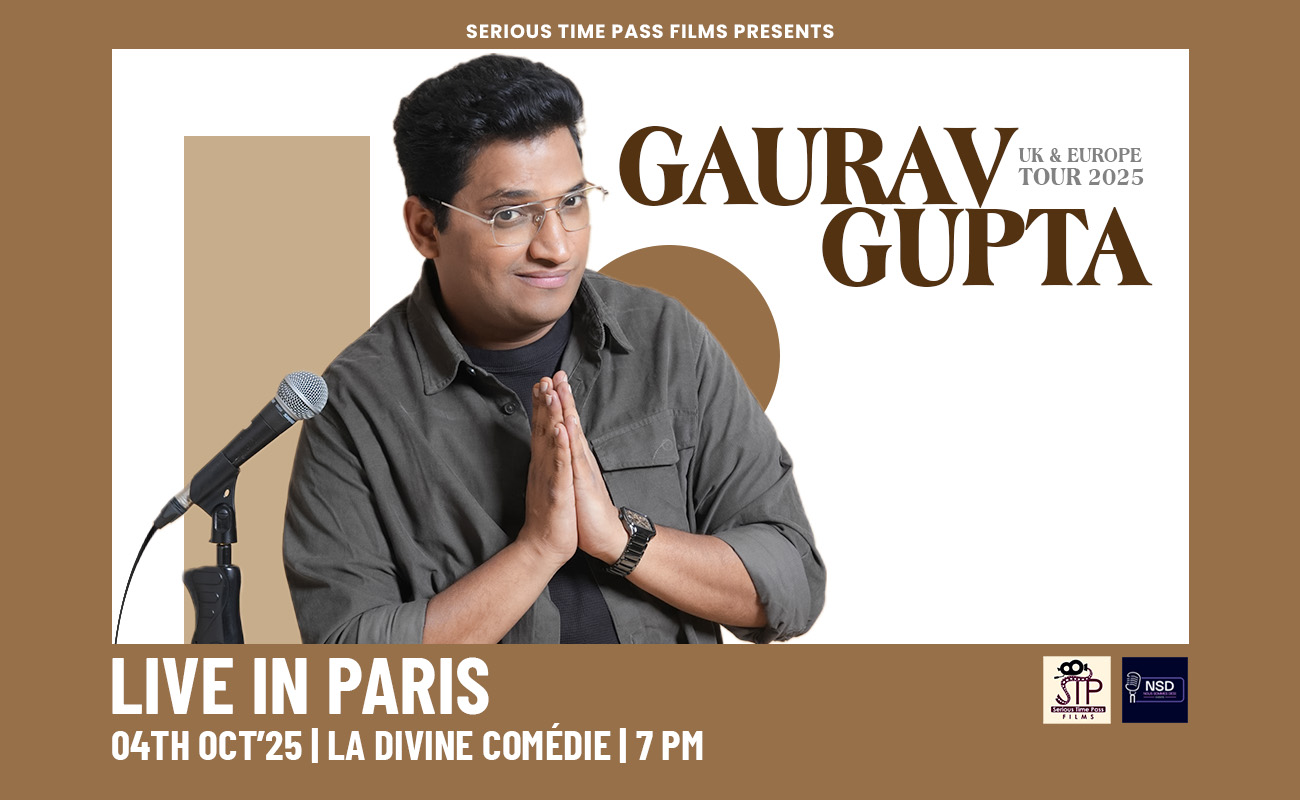 SERIOUS TIME PASS FILMS PRESENTS
GAURAV
UK & EUROPE
TOUR 2025
GUPTA
LIVE IN PARIS
04TH OCT'25 | LA DIVINE COMÉDIE | 7 PM
STP
Serious Time Pass
FILMS
NSD